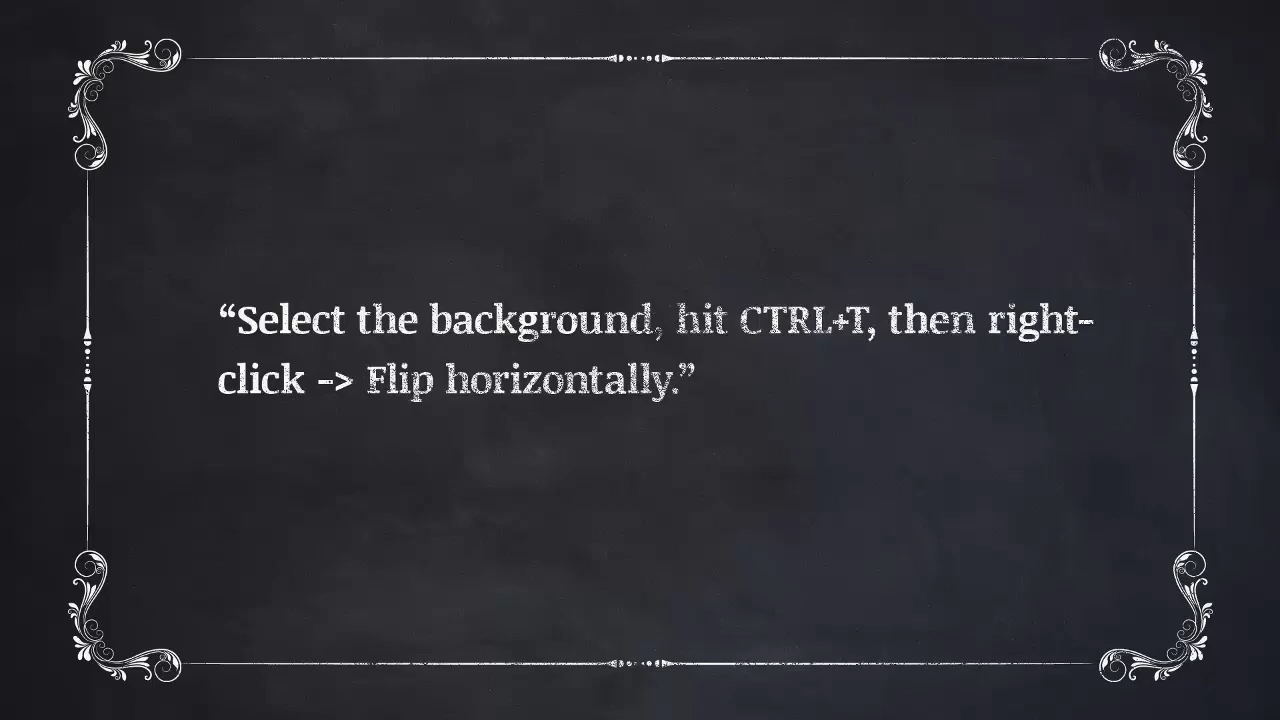 “Select the background, hit CTRL+T, then right-
click -> Flip horizontally.”